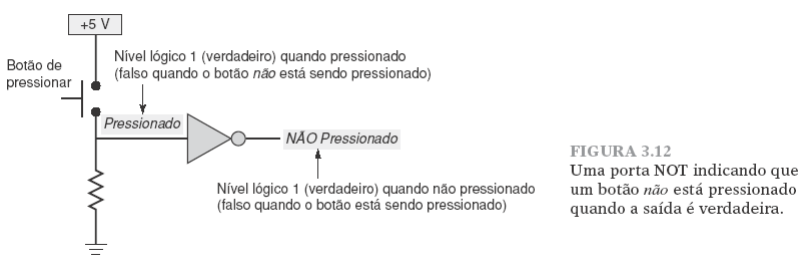 +5 V
Nível lógico 1 (verdadeiro) quando pressionado
(falso quando o botão não está sendo pressionado)
Botão de
pressionar
Pressionado
NÃO Pressionado
Nível lógico 1 (verdadeiro) quando não pressionado
(falso quando o botão está sendo pressionado)
FIGURA 3.12
Uma porta NOT indicando que
um botão não está pressionado
quando a saída é verdadeira.